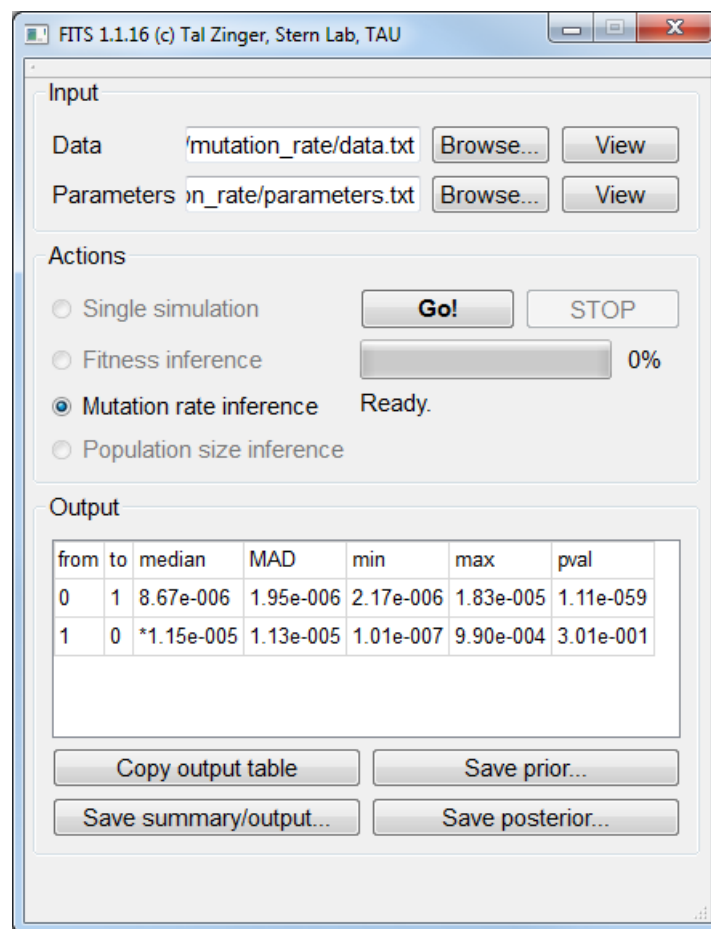 FITS 1.1.16 (c) Tal Zinger, Stern Lab, TAU
Input
Data /mutation_rate/data.txt Browse... View
Parameters on_rate/parameters.txt Browse... View
Actions
Single simulation Go! STOP
Fitness inference 0%
Mutation rate inference Ready.
Population size inference
Output
from to median MAD min max pval
0 1 8.67e-006 1.95e-006 2.17e-006 1.83e-005 1.11e-059
1 0 *1.15e-005 1.13e-005 1.01e-007 9.90e-004 3.01e-001
Copy output table Save prior...
Save summary/output... Save posterior...